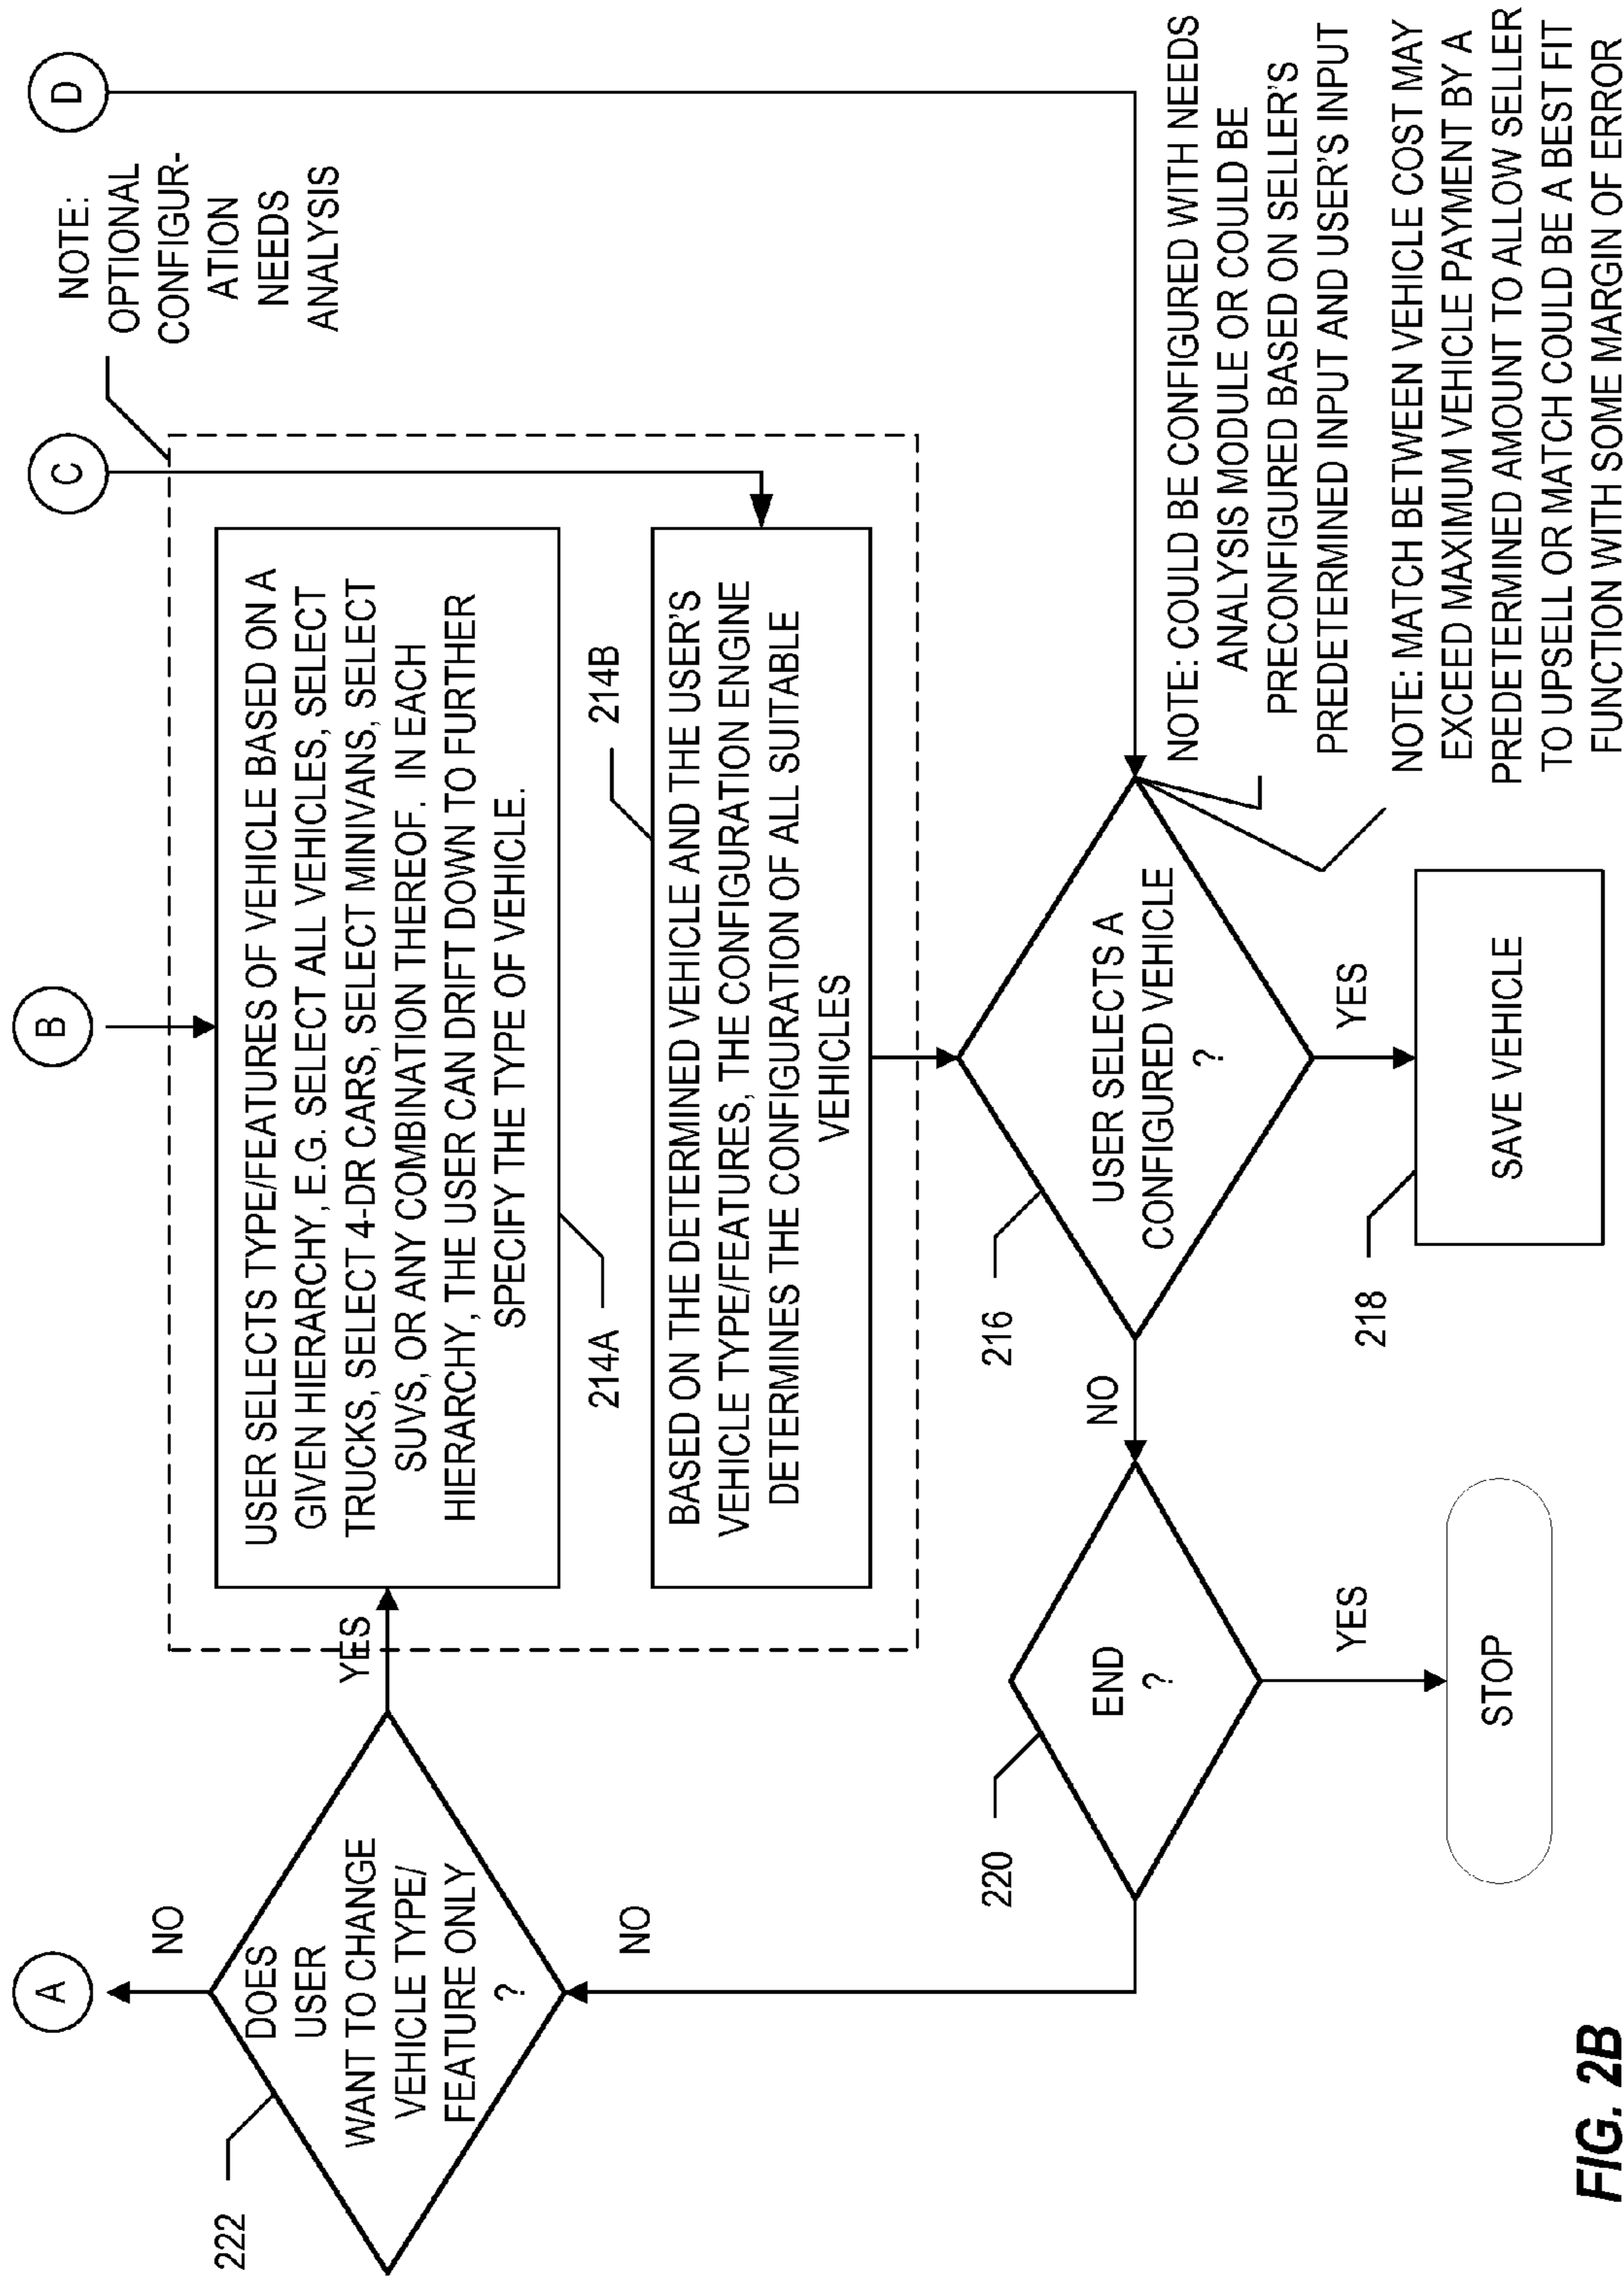 A
B
C
D
NOTE:
OPTIONAL
CONFIGUR-
ATION
NEEDS
ANALYSIS
NO
222
DOES
USER
WANT TO CHANGE
VEHICLE TYPE/
FEATURE ONLY
?
YES
USER SELECTS TYPE/FEATURES OF VEHICLE BASED ON A
GIVEN HIERARCHY, E.G. SELECT ALL VEHICLES, SELECT
TRUCKS, SELECT 4-DR CARS, SELECT MINIVANS, SELECT
SUVS, OR ANY COMBINATION THEREOF. IN EACH
HIERARCHY, THE USER CAN DRIFT DOWN TO FURTHER
SPECIFY THE TYPE OF VEHICLE.
214A
214B
BASED ON THE DETERMINED VEHICLE AND THE USER'S
VEHICLE TYPE/FEATURES, THE CONFIGURATION ENGINE
DETERMINES THE CONFIGURATION OF ALL SUITABLE
VEHICLES
NO
220
END
?
NO
216
USER SELECTS A
CONFIGURED VEHICLE
?
NOTE: COULD BE CONFIGURED WITH NEEDS
ANALYSIS MODULE OR COULD BE
PRECONFIGURED BASED ON SELLER'S
PREDETERMINED INPUT AND USER'S INPUT
NOTE: MATCH BETWEEN VEHICLE COST MAY
EXCEED MAXIMUM VEHICLE PAYMENT BY A
PREDETERMINED AMOUNT TO ALLOW SELLER
TO UPSELL OR MATCH COULD BE A BEST FIT
FUNCTION WITH SOME MARGIN OF ERROR
YES
STOP
YES
218
SAVE VEHICLE
FIG. 2B